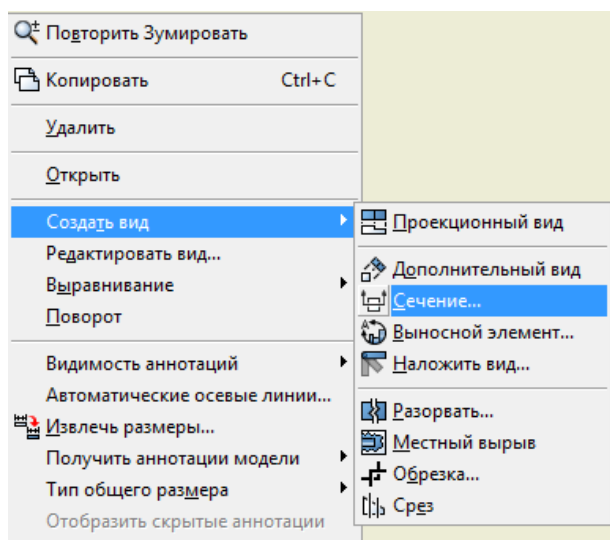 Повторить Зумировать
Копировать Ctrl+C
Удалить
Открыть
Создать вид
Редактировать вид...
Выравнивание
Поворот
Видимость аннотаций
Автоматические осевые линии...
Извлечь размеры...
Получить аннотации модели
Тип общего размера
Отобразить скрытые аннотации
Проекционный вид
Дополнительный вид
Сечение...
Выносной элемент...
Наложить вид...
Разорвать...
Местный вырыв
Обрезка...
Срез